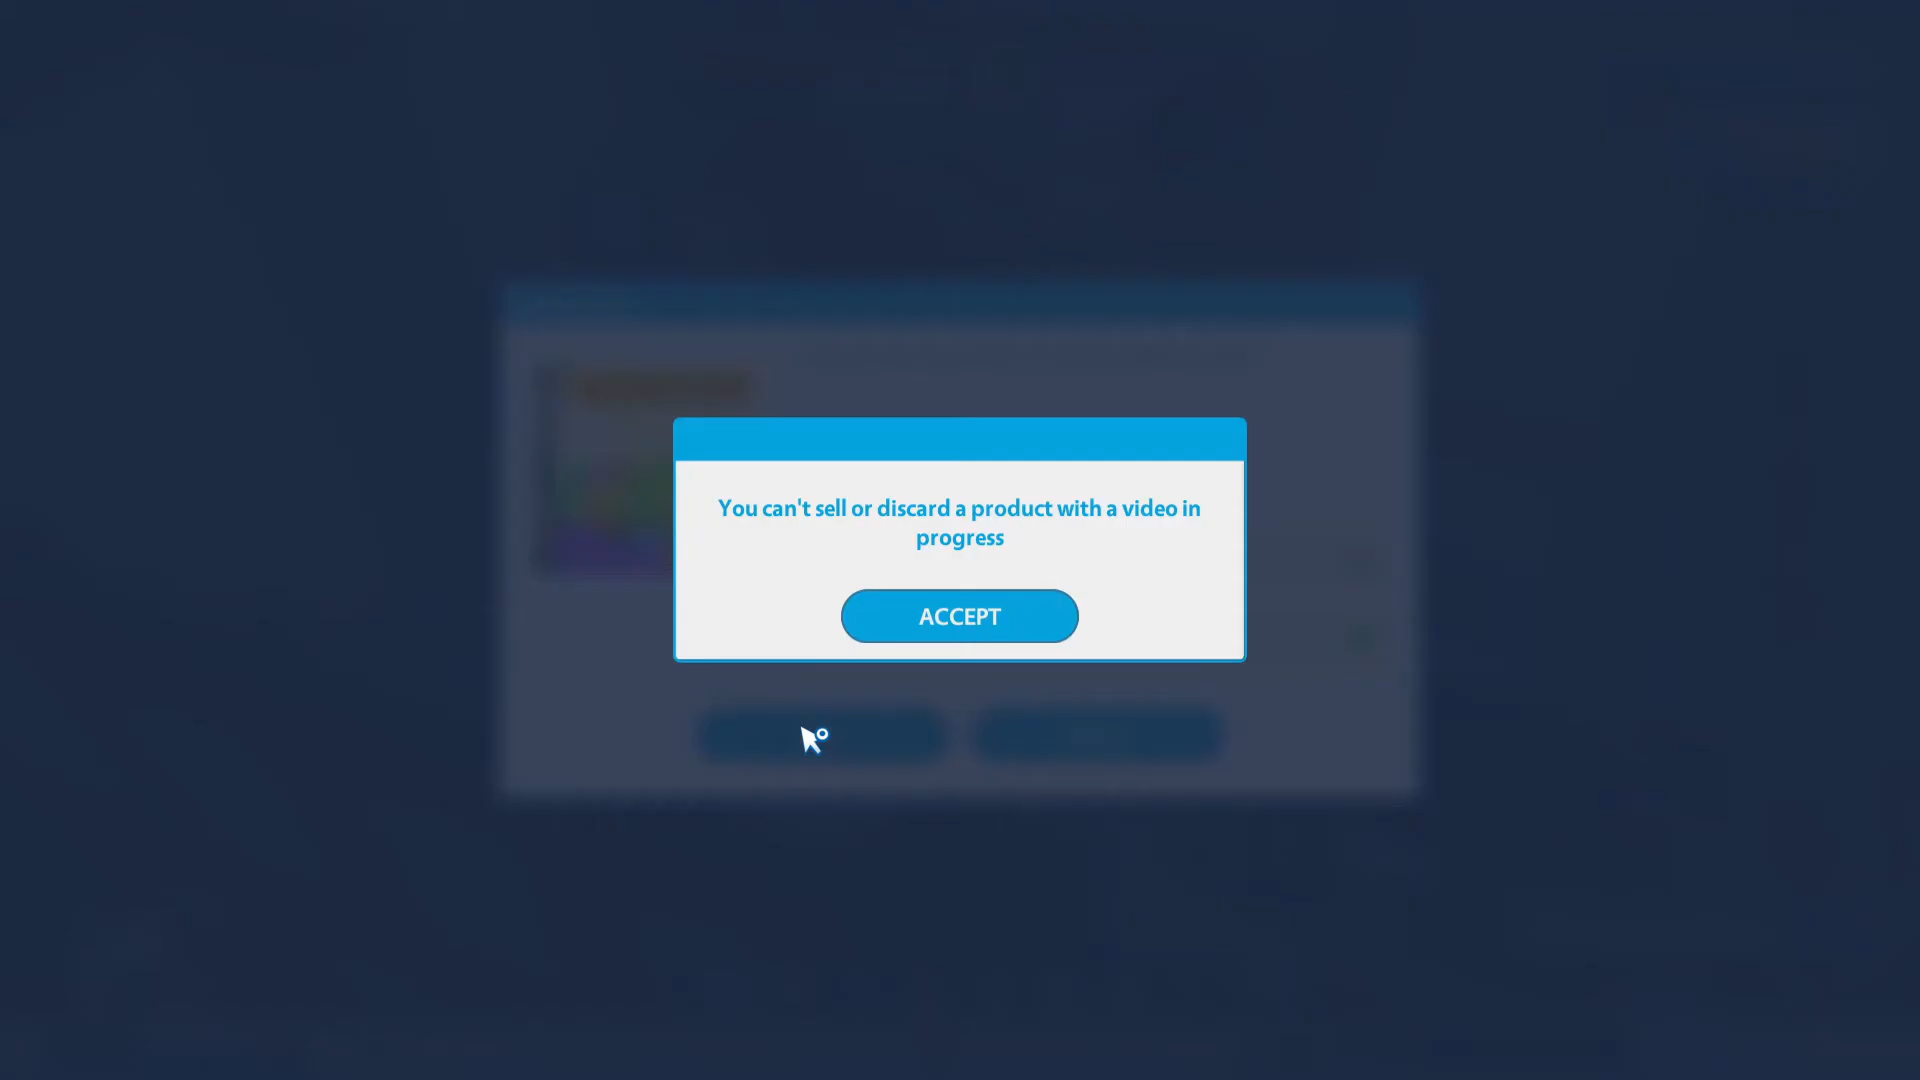 You can't sell or discard a product with a video in
progress
ACCEPT